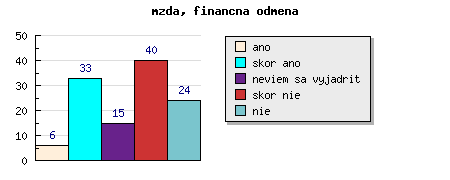 mzda, financna odmena
50
40
30
20
10
0
6
33
15
40
24
ano
skor ano
neviem sa vyjadrit
skor nie
nie